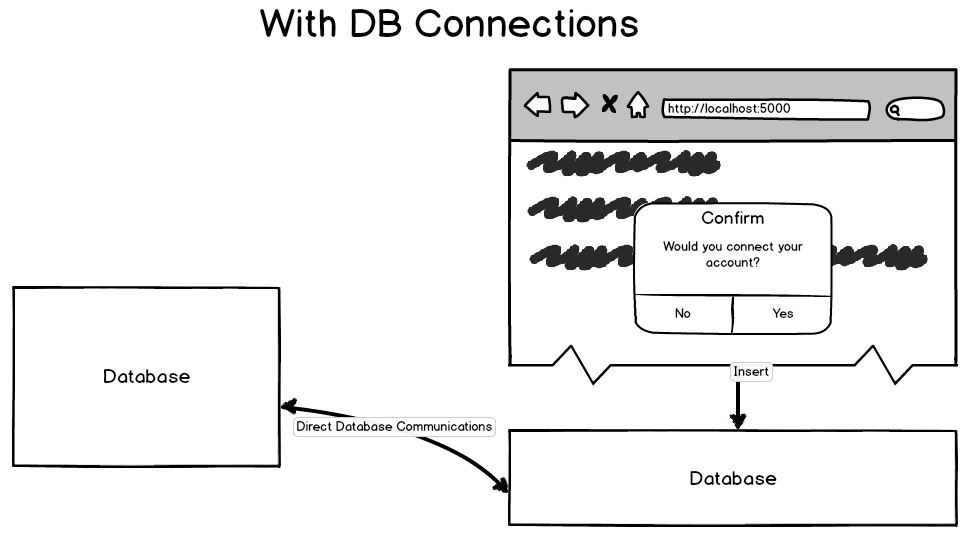 With DB Connections
http://localhost:5000
Confirm
Would you connect your
account?
No
Yes
Insert
Database
Direct Database Communications
Database